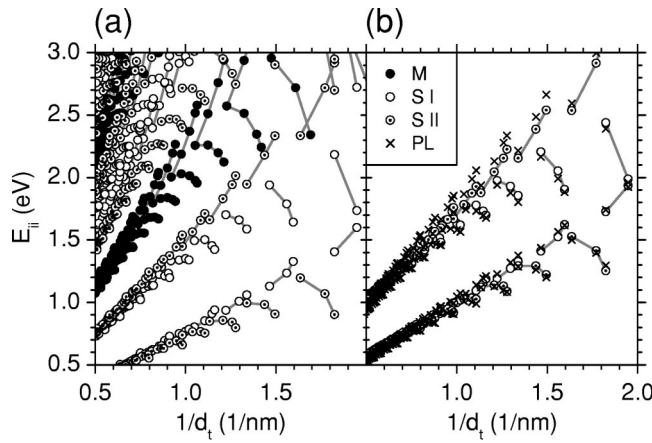 (a)
(b)
3.0
2.5
2.0
1.5
1.0
0.5
E_ii (eV)
M
S I
S II
PL
0.5 1.0 1.5
1.0 1.5 2.0
1/d_t (1/nm)
1/d_t (1/nm)